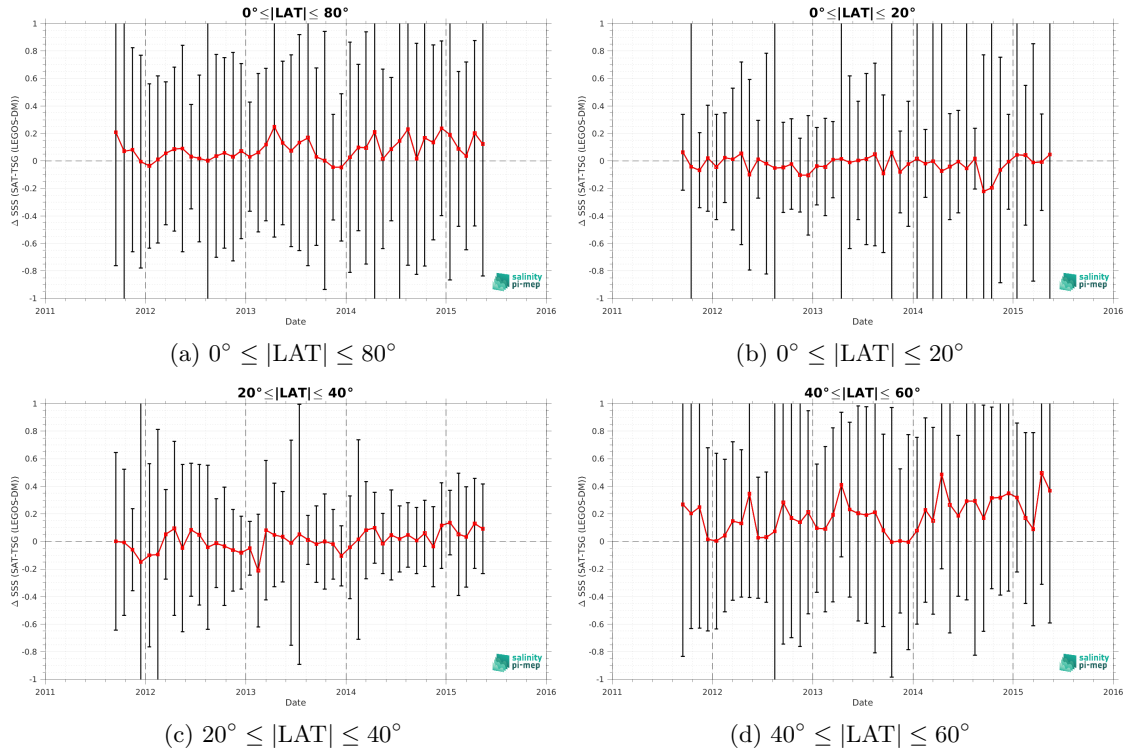 0°≤|LAT|≤ 80°
Δ SSS (SAT-TSG (LEGOS-DM))
1
0.8
0.6
0.4
0.2
0
-0.2
-0.4
-0.6
-0.8
-1
2011 2012 2013 2014 2015 2016
Date
salinity
pi-mep
(a) 0° ≤ |LAT| ≤ 80°
0°≤|LAT|≤ 20°
Δ SSS (SAT-TSG (LEGOS-DM))
1
0.8
0.6
0.4
0.2
0
-0.2
-0.4
-0.6
-0.8
-1
2011 2012 2013 2014 2015 2016
Date
salinity
pi-mep
(b) 0° ≤ |LAT| ≤ 20°
20°≤|LAT|≤ 40°
Δ SSS (SAT-TSG (LEGOS-DM))
1
0.8
0.6
0.4
0.2
0
-0.2
-0.4
-0.6
-0.8
-1
2011 2012 2013 2014 2015 2016
Date
salinity
pi-mep
(c) 20° ≤ |LAT| ≤ 40°
40°≤|LAT|≤ 60°
Δ SSS (SAT-TSG (LEGOS-DM))
1
0.8
0.6
0.4
0.2
0
-0.2
-0.4
-0.6
-0.8
-1
2011 2012 2013 2014 2015 2016
Date
salinity
pi-mep
(d) 40° ≤ |LAT| ≤ 60°